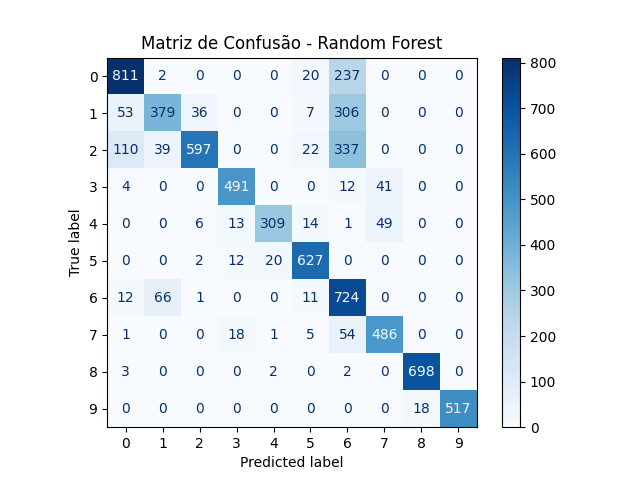 Matriz de Confusão - Random Forest
0 811 2 0 0 0 20 237 0 0 0
1 53 379 36 0 0 7 306 0 0 0
2 110 39 597 0 0 22 337 0 0 0
3 4 0 0 491 0 0 12 41 0 0
4 0 0 6 13 309 14 1 49 0 0
5 0 0 2 12 20 627 0 0 0 0
6 12 66 1 0 0 11 724 0 0 0
7 1 0 0 18 1 5 54 486 0 0
8 3 0 0 0 2 0 2 0 698 0
9 0 0 0 0 0 0 0 0 18 517
0 1 2 3 4 5 6 7 8 9
Predicted label
True label
800
700
600
500
400
300
200
100
0